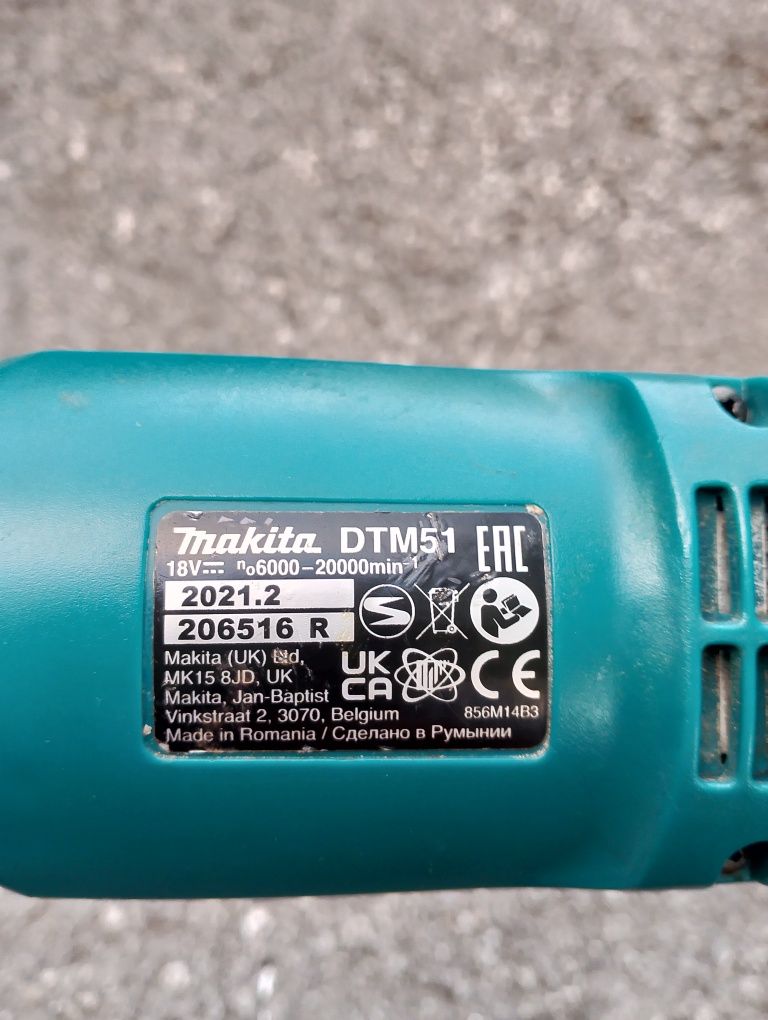 makita DTM51 EAC
18V⎓ n₀6000-20000min⁻¹
2021.2
206516 R
Makita (UK) Ltd,
MK15 8JD, UK
UK
CA
CE
Makita, Jan-Baptist
Vinkstraat 2, 3070, Belgium 856M14B3
Made in Romania / Сделано в Румынии